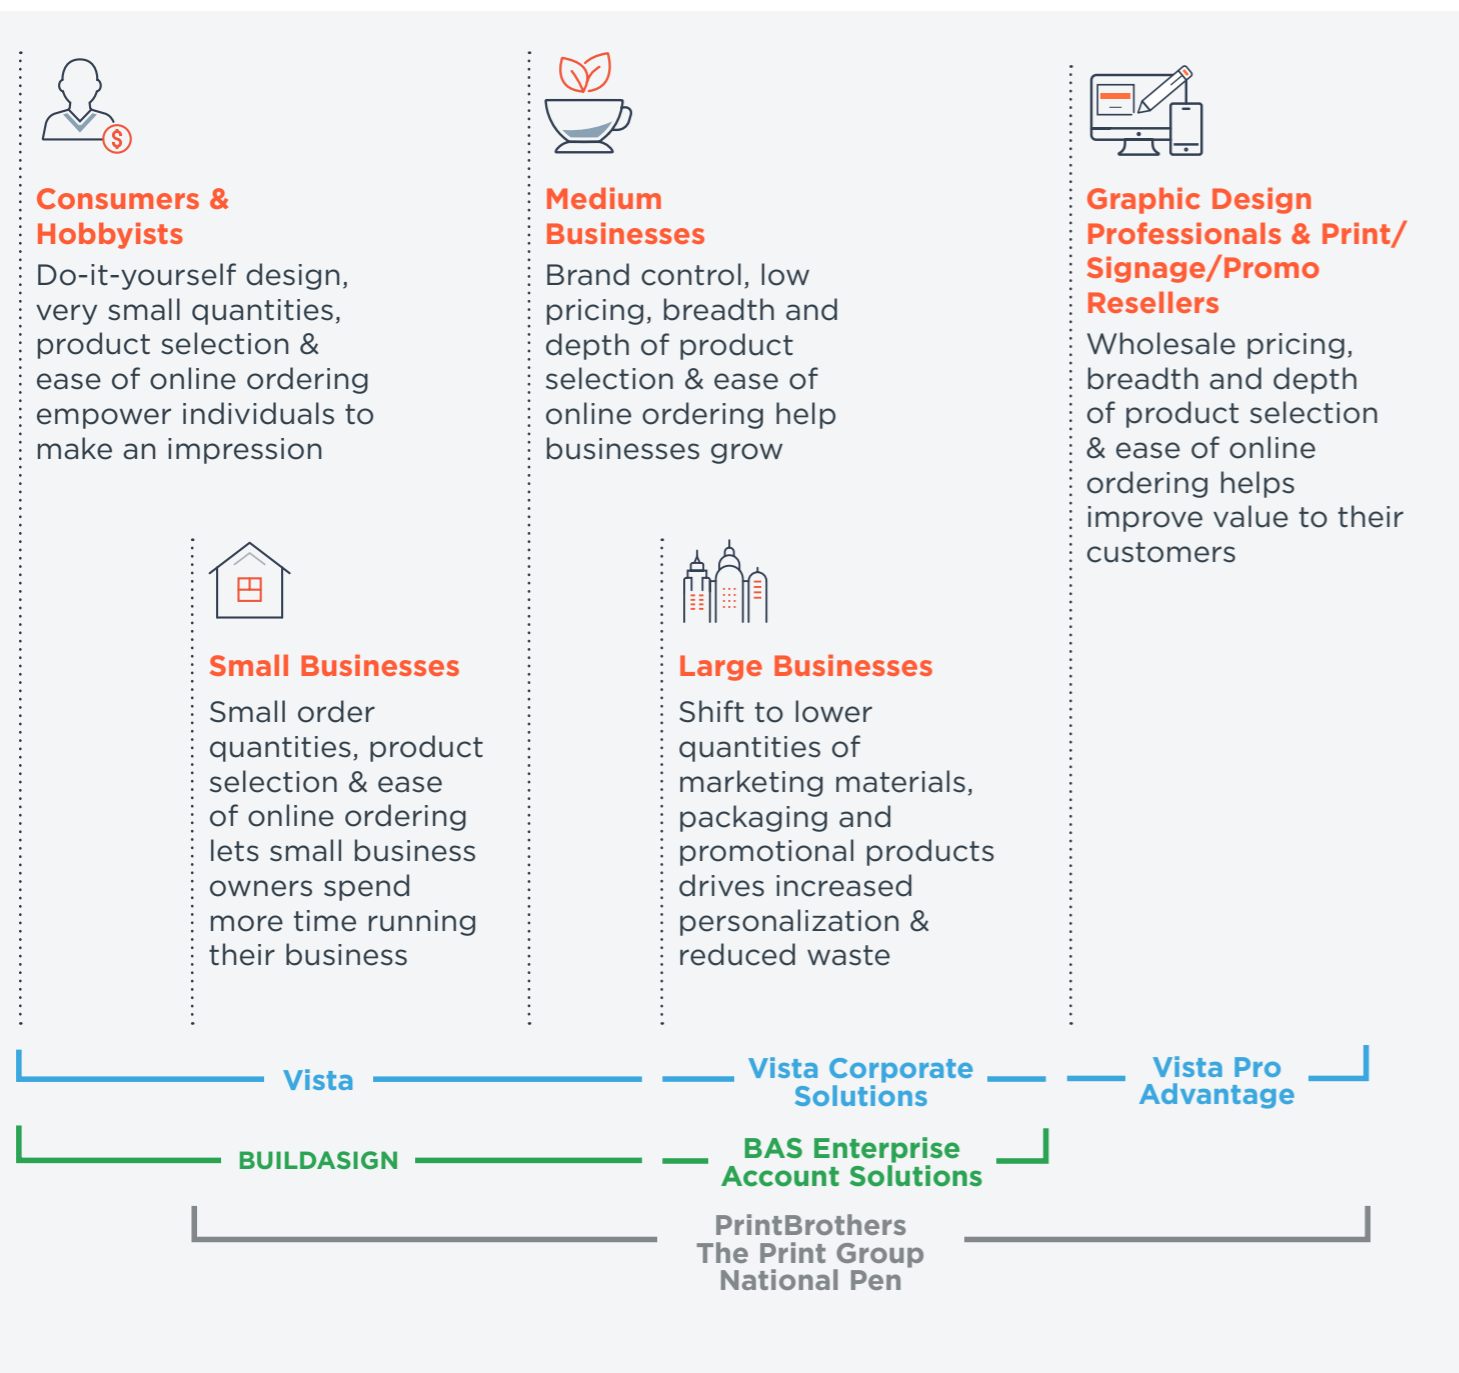 Consumers &
Hobbyists
Do-it-yourself design,
very small quantities,
product selection &
ease of online ordering
empower individuals to
make an impression
Small Businesses
Small order
quantities, product
selection & ease
of online ordering
lets small business
owners spend
more time running
their business
Medium
Businesses
Brand control, low
pricing, breadth and
depth of product
selection & ease of
online ordering help
businesses grow
Large Businesses
Shift to lower
quantities of
marketing materials,
packaging and
promotional products
drives increased
personalization &
reduced waste
Graphic Design
Professionals & Print/
Signage/Promo
Resellers
Wholesale pricing,
breadth and depth
of product selection
& ease of online
ordering helps
improve value to their
customers
Vista
Vista Corporate
Solutions
Vista Pro
Advantage
BUILDASIGN
BAS Enterprise
Account Solutions
PrintBrothers
The Print Group
National Pen